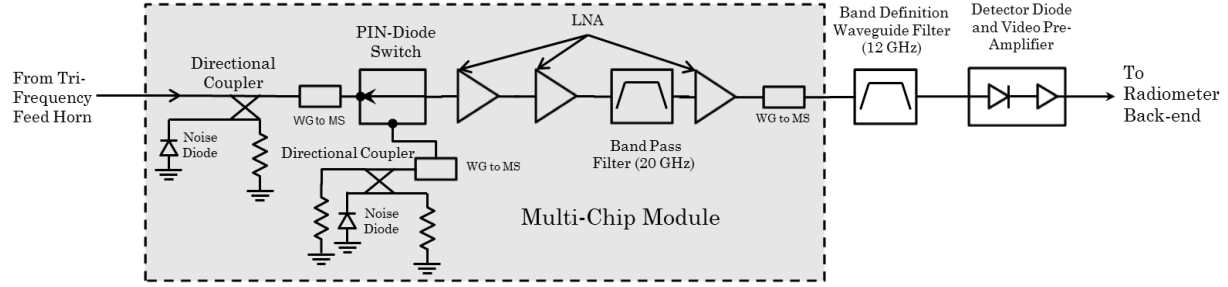 From Tri-
Frequency
Feed Horn
Directional
Coupler
Noise
Diode
WG to MS
PIN-Diode
Switch
Directional Coupler
WG to MS
Noise
Diode
LNA
Band Pass
Filter (20 GHz)
WG to MS
Multi-Chip Module
Band Definition
Waveguide Filter
(12 GHz)
Detector Diode
and Video Pre-
Amplifier
To
Radiometer
Back-end